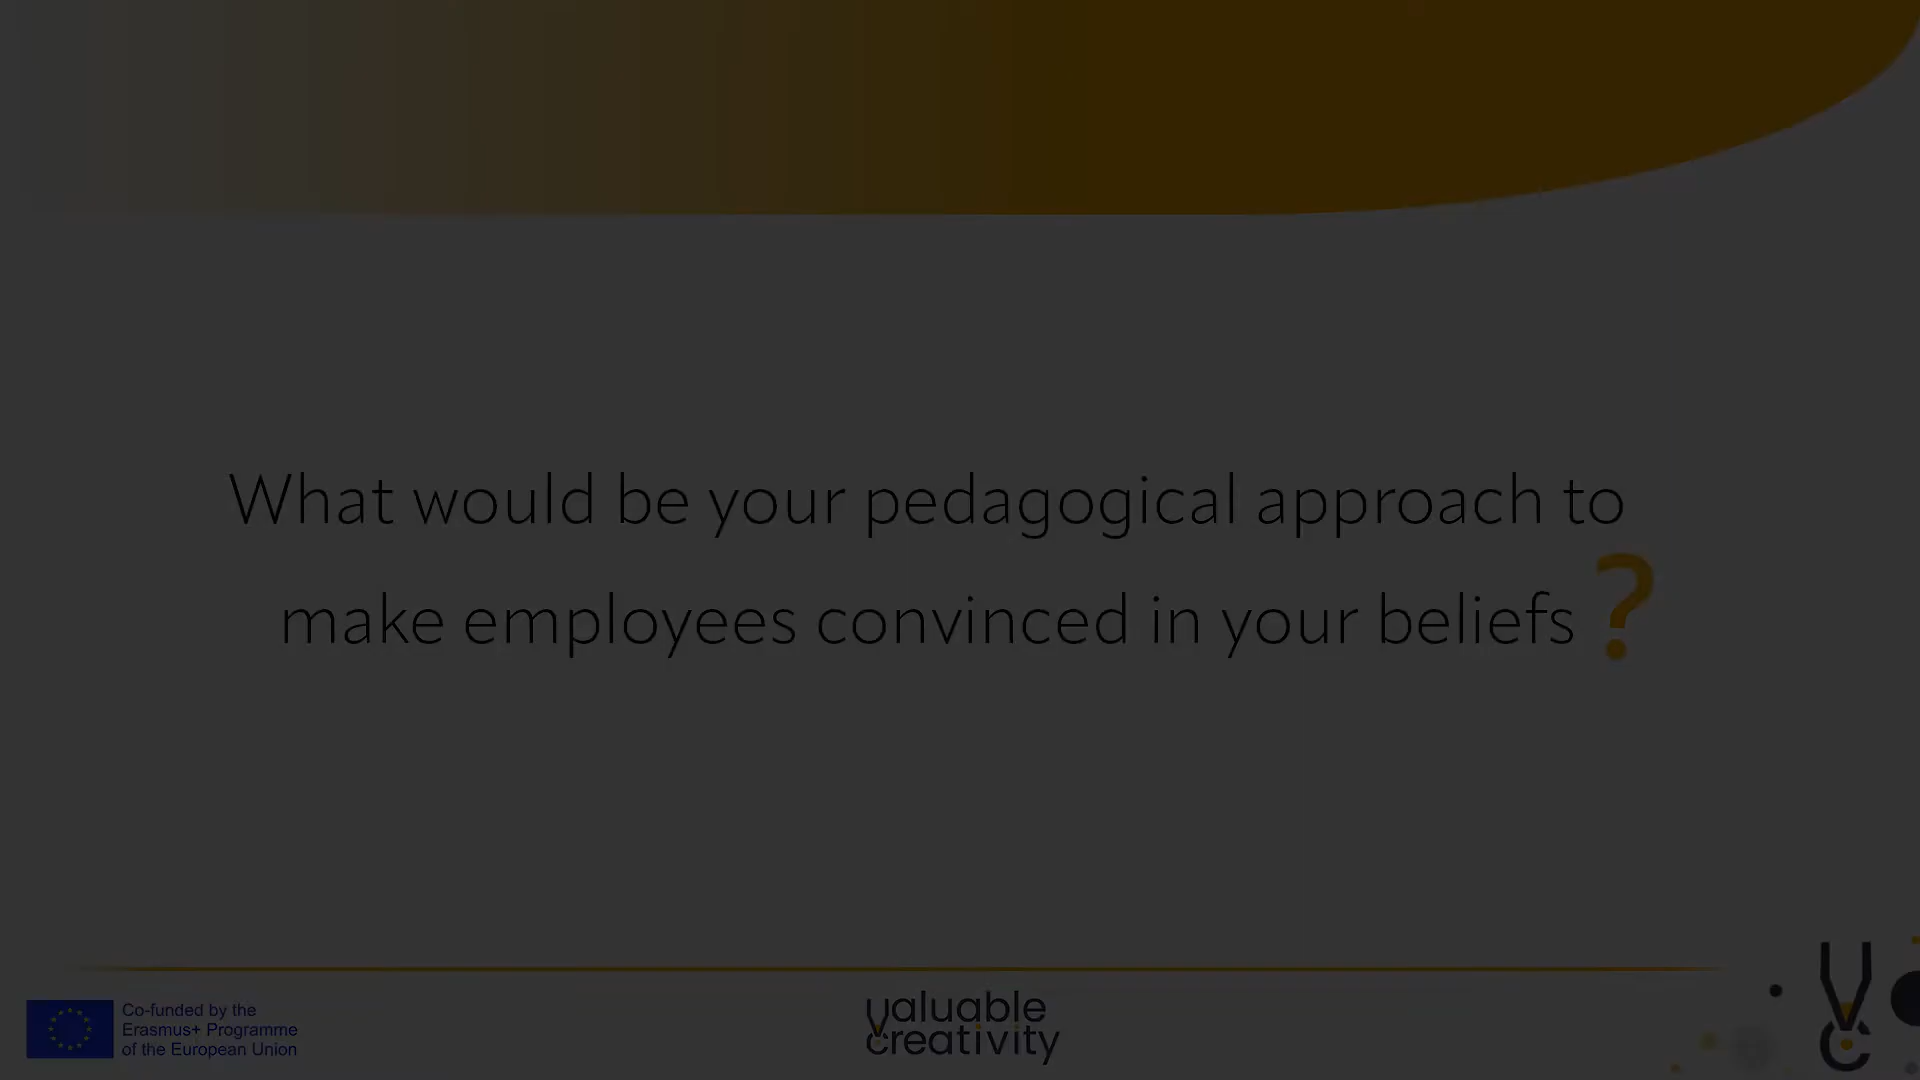 What would be your pedagogical approach to
make employees convinced in your beliefs ?
Co-funded by the
Erasmus+ Programme
of the European Union
valuable
creativity
VC